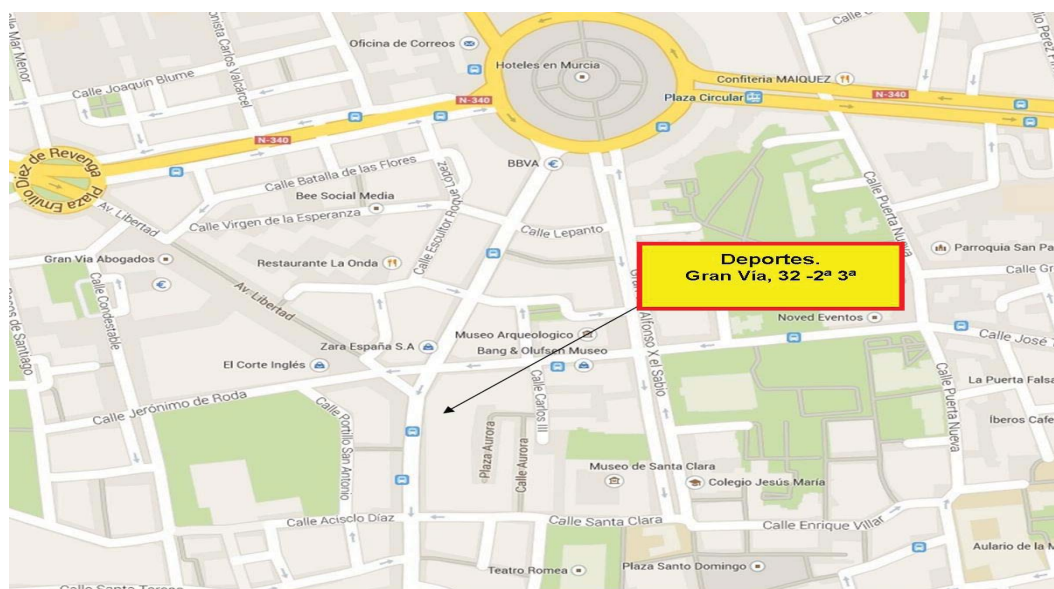 Calle Mar Menor
Oficina de Correos
Calle Joaquín Blume
Hoteles en Murcia
Confitería MAIQUEZ
N-340
N-340
N-340
Plaza Circular
Plaza Emilio Díez de Revenga
Calle Batalla de las Flores
BBVA
Bee Social Media
Calle Escultor Roque López
Calle Virgen de la Esperanza
Calle Lepanto
Av. Libertad
Calle Puerta Nueva
Gran Vía Abogados
Restaurante La Onda
Parroquia San Pa
Deportes.
Gran Vía, 32 -2ª 3ª
Calle Gr
Calle Condestable
Av. Libertad
Alfonso X el Sabio
Noved Eventos
Museo Arqueologico
Zara España S.A
Bang & Olufsen Museo
Calle José
El Corte Inglés
Calle Jerónimo de Roda
Calle Carlos III
La Puerta Falsa
Calle Puerta Nueva
Íberos Cafe
Calle Portillo San Antonio
Plaza Aurora
Calle Aurora
Museo de Santa Clara
Colegio Jesús María
Calle Acisclo Díaz
Calle Santa Clara
Calle Enrique Villar
Aulario de la M
Teatro Romea
Plaza Santo Domingo